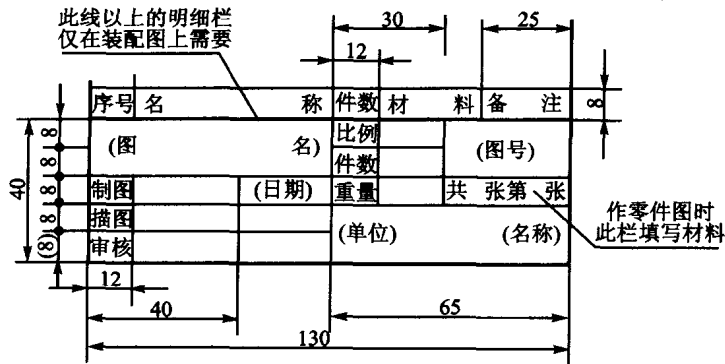 此线以上的明细栏
仅在装配图上需要
30
25
12
序号 名 称 件数 材 料 备 注
8
40
8
8
8
8
(8)
(图 名)
比例
件数
(图号)
制图
(日期)
重量
共 张第 张
描图
审核
(单位) (名称)
作零件图时
此栏填写材料
12
40
65
130